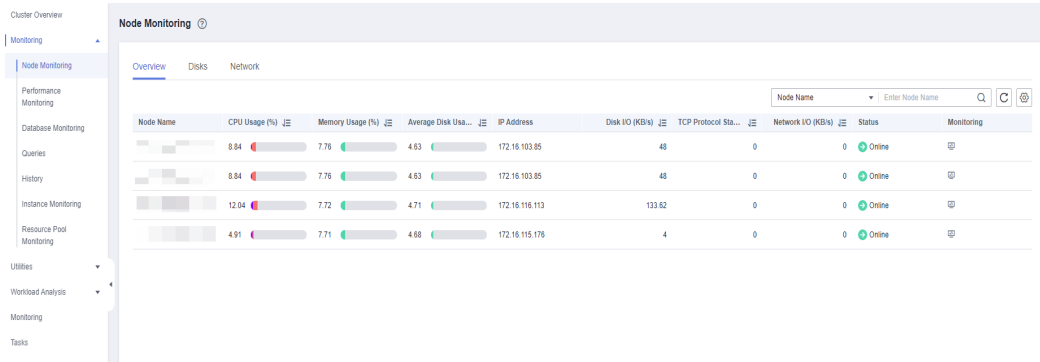 Cluster Overview
Monitoring
Node Monitoring
Performance
Monitoring
Database Monitoring
Queries
History
Instance Monitoring
Resource Pool
Monitoring
Utilities
Workload Analysis
Monitoring
Tasks
Node Monitoring
Overview Disks Network
Node Name Enter Node Name
Node Name CPU Usage (%) Memory Usage (%) Average Disk Usa... IP Address Disk I/O (KB/s) TCP Protocol Sta... Network I/O (KB/s) Status Monitoring
8.84 7.76 4.63 172.16.103.85 48 0 0 Online
8.84 7.76 4.63 172.16.103.85 48 0 0 Online
12.04 7.72 4.71 172.16.116.113 133.62 0 0 Online
4.91 7.71 4.68 172.16.115.176 4 0 0 Online